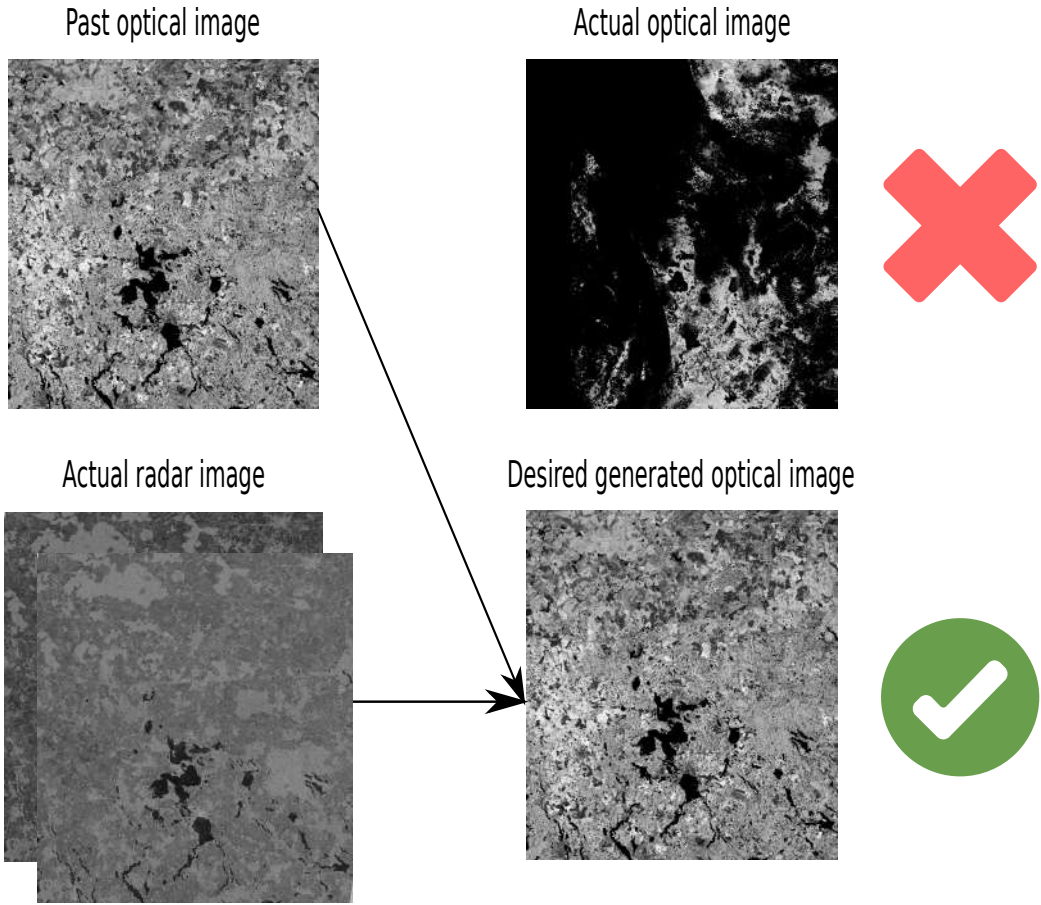 Past optical image
Actual optical image
Actual radar image
Desired generated optical image